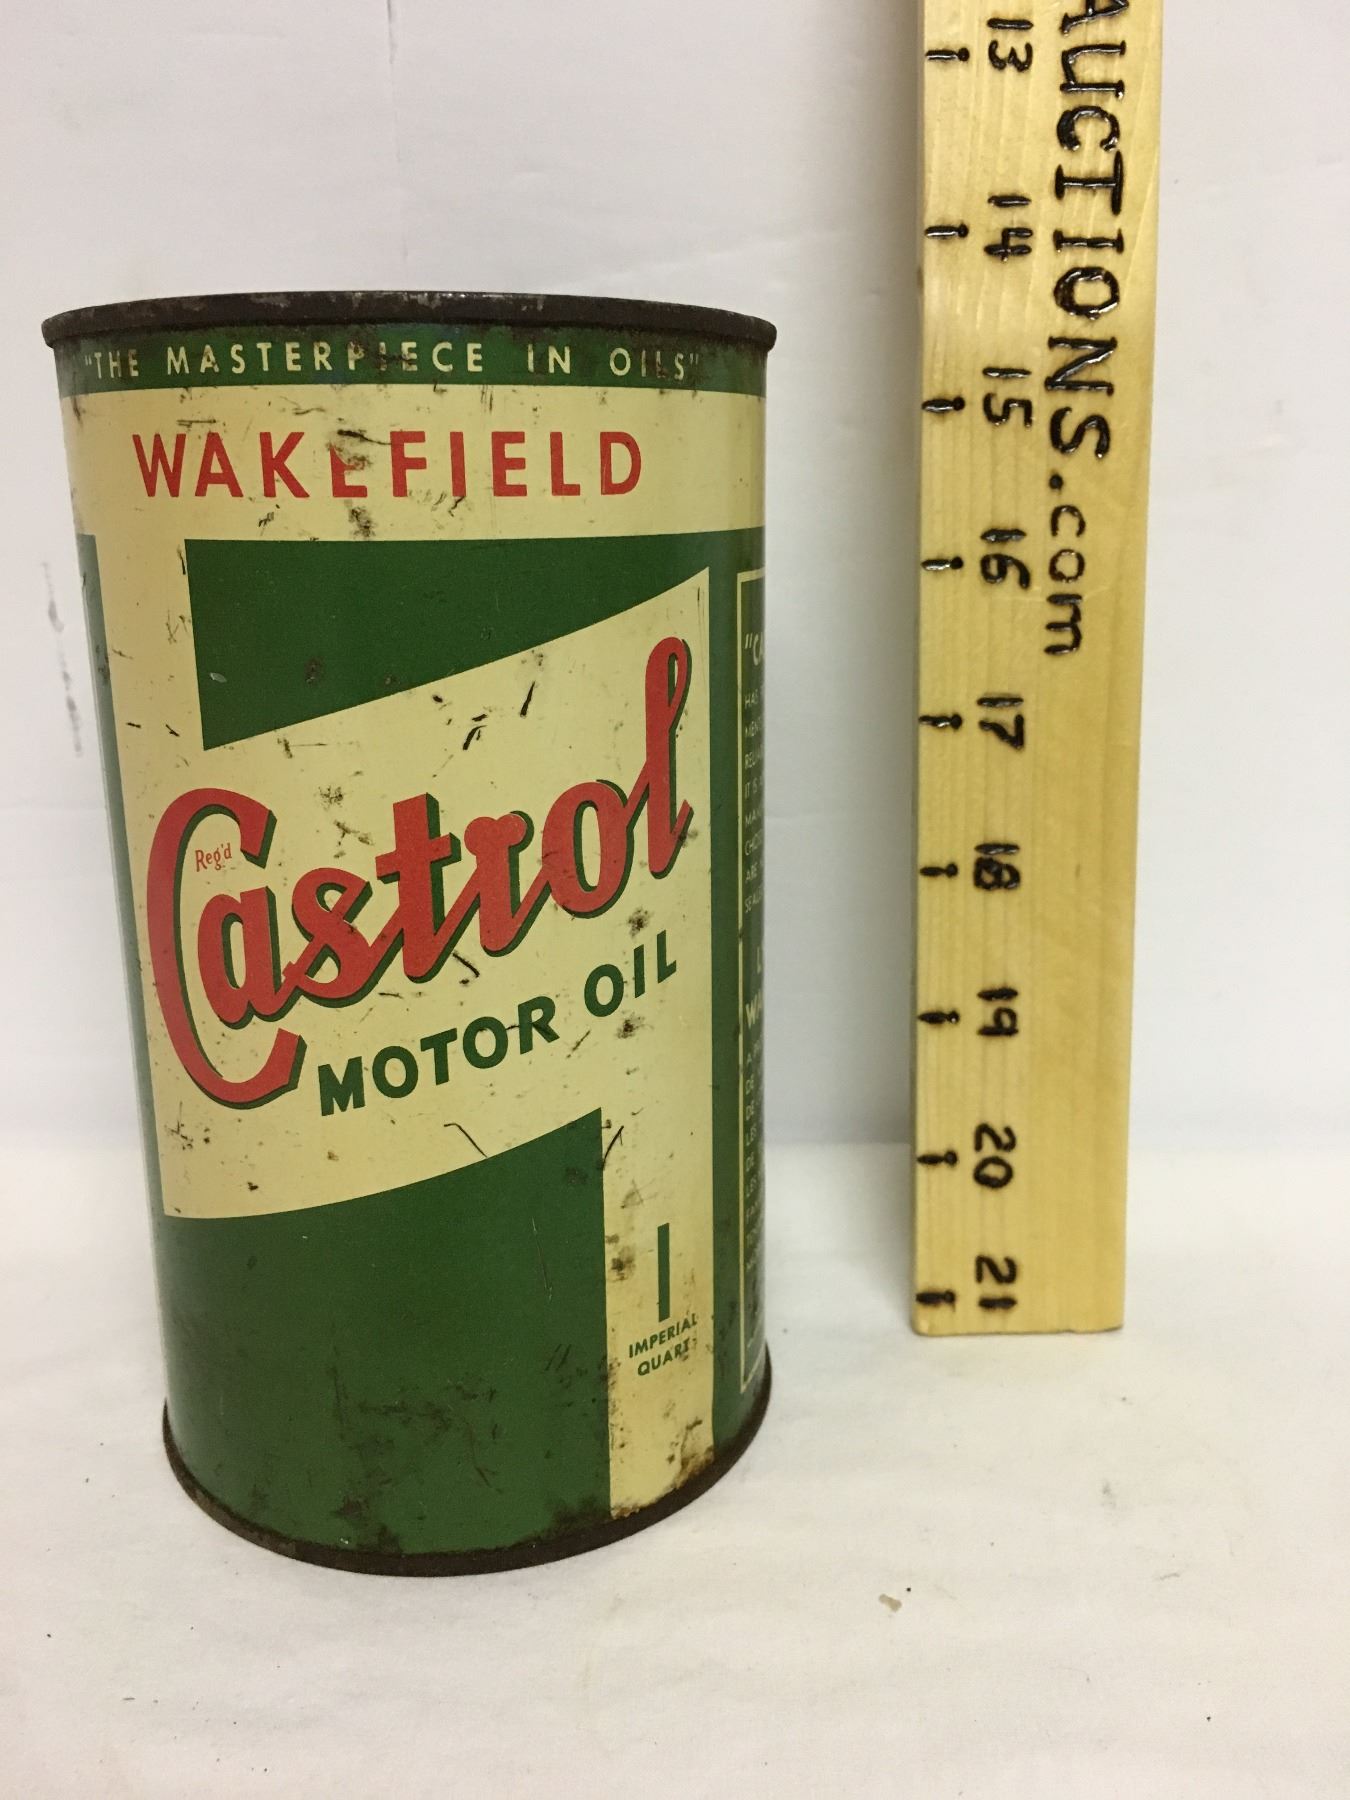 "THE MASTERPIECE IN OILS"
WAKEFIELD
Reg'd
Castrol
MOTOR OIL
1
IMPERIAL
QUART
AUCTIONS.com
13
14
15
16
17
18
19
20
21